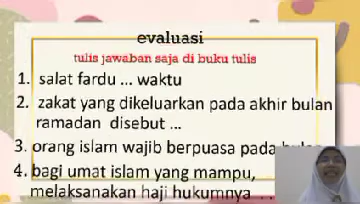 evaluasi
tulis jawaban saja di buku tulis
1. salat fardu ... waktu
2. zakat yang dikeluarkan pada akhir bulan
ramadan disebut ...
3. orang islam wajib berpuasa pada
4. bagi umat islam yang mampu,
melaksanakan haji hukumnya ..